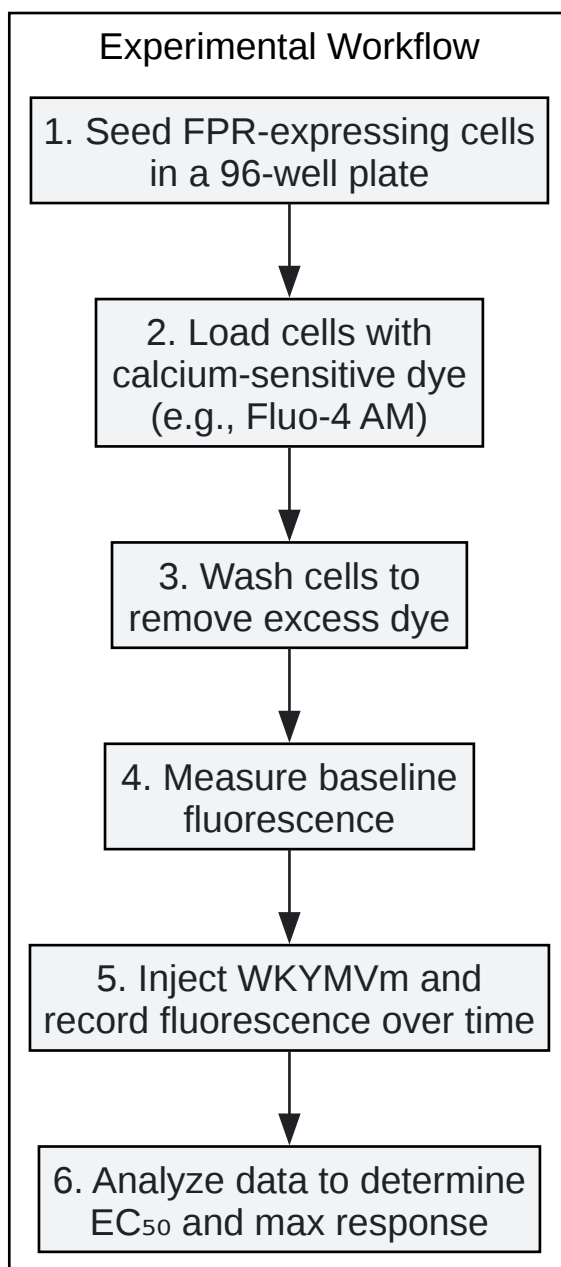 Experimental Workflow
1. Seed FPR-expressing cells
in a 96-well plate
2. Load cells with
calcium-sensitive dye
(e.g., Fluo-4 AM)
3. Wash cells to
remove excess dye
4. Measure baseline
fluorescence
5. Inject WKYMVm and
record fluorescence over time
6. Analyze data to determine
EC₅₀ and max response